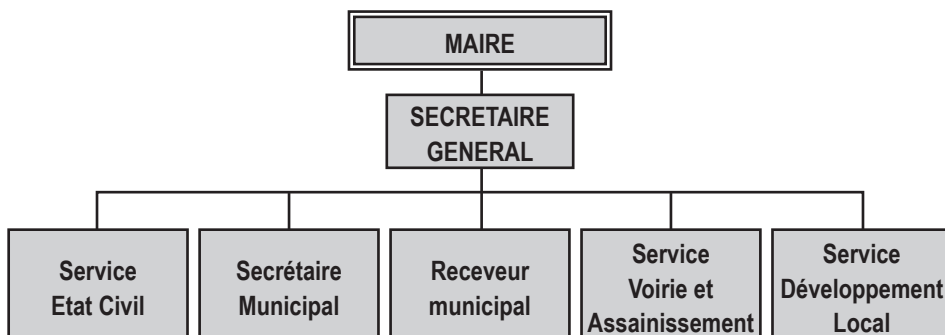 MAIRE
SECRETAIRE
GENERAL
Service
Etat Civil
Secrétaire
Municipal
Receveur
municipal
Service
Voirie et
Assainissement
Service
Développement
Local